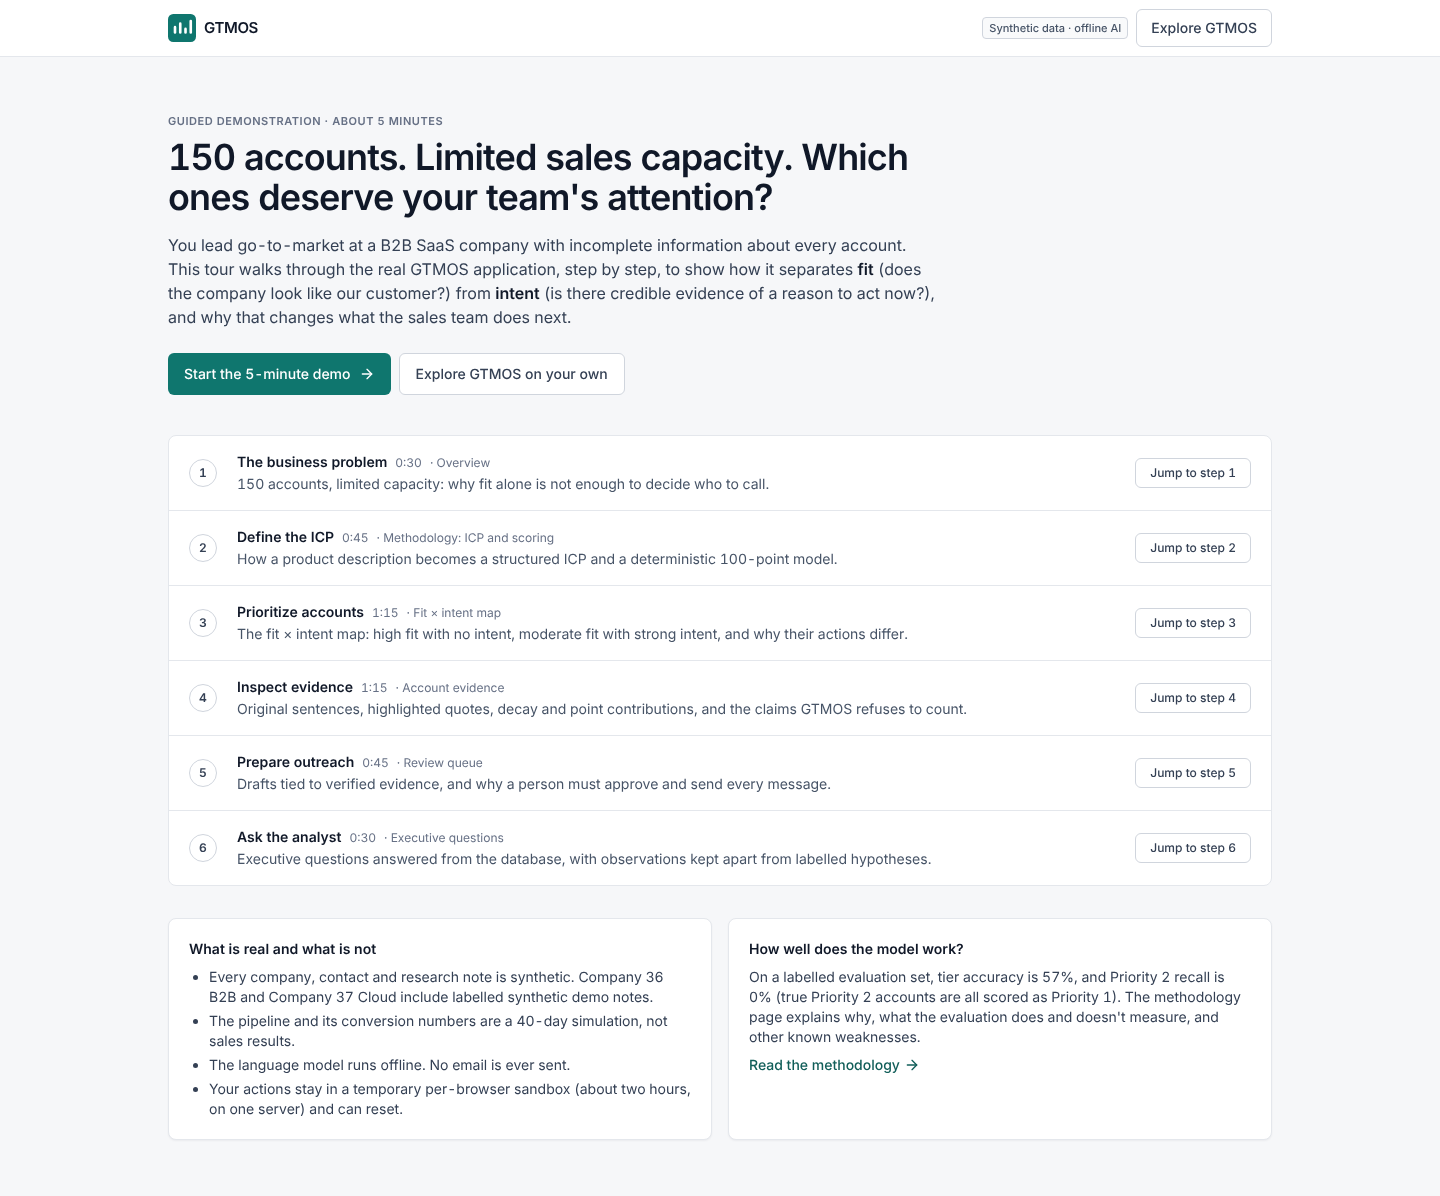 GTMOS
Synthetic data · offline AI
Explore GTMOS
GUIDED DEMONSTRATION · ABOUT 5 MINUTES
150 accounts. Limited sales capacity. Which
ones deserve your team's attention?
You lead go-to-market at a B2B SaaS company with incomplete information about every account.
This tour walks through the real GTMOS application, step by step, to show how it separates fit (does
the company look like our customer?) from intent (is there credible evidence of a reason to act now?),
and why that changes what the sales team does next.
Start the 5-minute demo →
Explore GTMOS on your own
1
The business problem 0:30 · Overview
150 accounts, limited capacity: why fit alone is not enough to decide who to call.
Jump to step 1
2
Define the ICP 0:45 · Methodology: ICP and scoring
How a product description becomes a structured ICP and a deterministic 100-point model.
Jump to step 2
3
Prioritize accounts 1:15 · Fit × intent map
The fit × intent map: high fit with no intent, moderate fit with strong intent, and why their actions differ.
Jump to step 3
4
Inspect evidence 1:15 · Account evidence
Original sentences, highlighted quotes, decay and point contributions, and the claims GTMOS refuses to count.
Jump to step 4
5
Prepare outreach 0:45 · Review queue
Drafts tied to verified evidence, and why a person must approve and send every message.
Jump to step 5
6
Ask the analyst 0:30 · Executive questions
Executive questions answered from the database, with observations kept apart from labelled hypotheses.
Jump to step 6
What is real and what is not
• Every company, contact and research note is synthetic. Company 36
B2B and Company 37 Cloud include labelled synthetic demo notes.
• The pipeline and its conversion numbers are a 40-day simulation, not
sales results.
• The language model runs offline. No email is ever sent.
• Your actions stay in a temporary per-browser sandbox (about two hours,
on one server) and can reset.
How well does the model work?
On a labelled evaluation set, tier accuracy is 57%, and Priority 2 recall is
0% (true Priority 2 accounts are all scored as Priority 1). The methodology
page explains why, what the evaluation does and doesn't measure, and
other known weaknesses.
Read the methodology →